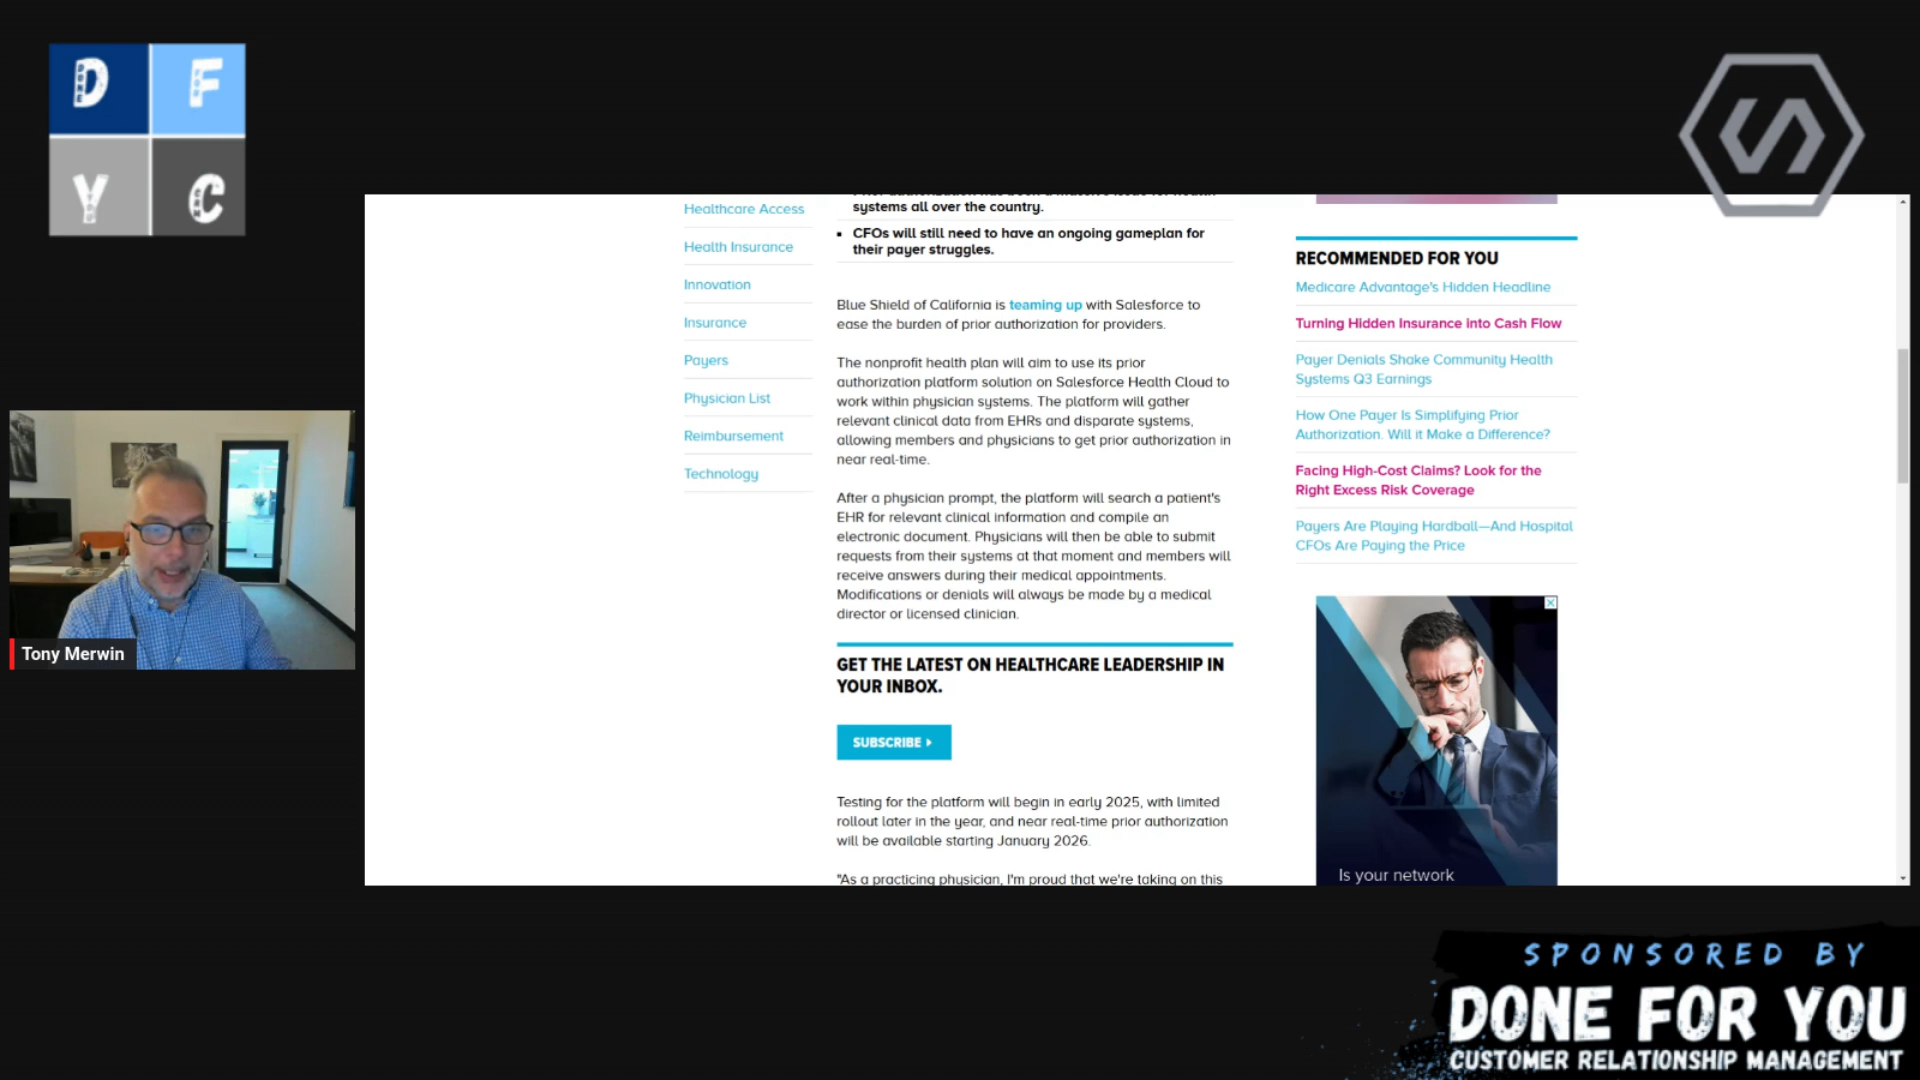 D
F
Y
C
Healthcare Access
Health Insurance
Innovation
Insurance
Payers
Physician List
Reimbursement
Technology
systems all over the country.
▪ CFOs will still need to have an ongoing gameplan for
their payer struggles.
Blue Shield of California is teaming up with Salesforce to
ease the burden of prior authorization for providers.
The nonprofit health plan will aim to use its prior
authorization platform solution on Salesforce Health Cloud to
work within physician systems. The platform will gather
relevant clinical data from EHRs and disparate systems,
allowing members and physicians to get prior authorization in
near real-time.
After a physician prompt, the platform will search a patient's
EHR for relevant clinical information and compile an
electronic document. Physicians will then be able to submit
requests from their systems at that moment and members will
receive answers during their medical appointments.
Modifications or denials will always be made by a medical
director or licensed clinician.
GET THE LATEST ON HEALTHCARE LEADERSHIP IN
YOUR INBOX.
SUBSCRIBE
Testing for the platform will begin in early 2025, with limited
rollout later in the year, and near real-time prior authorization
will be available starting January 2026.
"As a practicing physician, I'm proud that we're taking on this
RECOMMENDED FOR YOU
Medicare Advantage's Hidden Headline
Turning Hidden Insurance into Cash Flow
Payer Denials Shake Community Health
Systems Q3 Earnings
How One Payer Is Simplifying Prior
Authorization. Will it Make a Difference?
Facing High-Cost Claims? Look for the
Right Excess Risk Coverage
Payers Are Playing Hardball—And Hospital
CFOs Are Paying the Price
Is your network
Tony Merwin
SPONSORED BY
DONE FOR YOU
CUSTOMER RELATIONSHIP MANAGEMENT